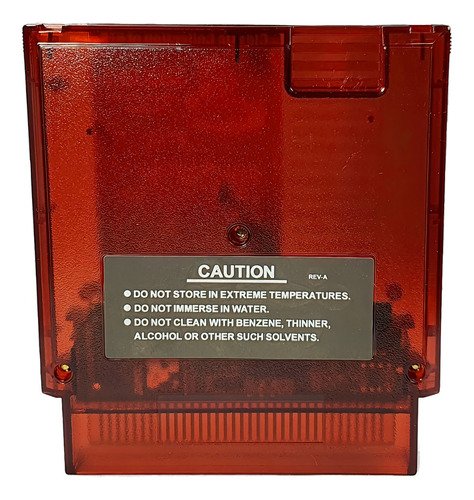 CAUTION
REV-A
● DO NOT STORE IN EXTREME TEMPERATURES.
● DO NOT IMMERSE IN WATER.
● DO NOT CLEAN WITH BENZENE, THINNER,
ALCOHOL OR OTHER SUCH SOLVENTS.